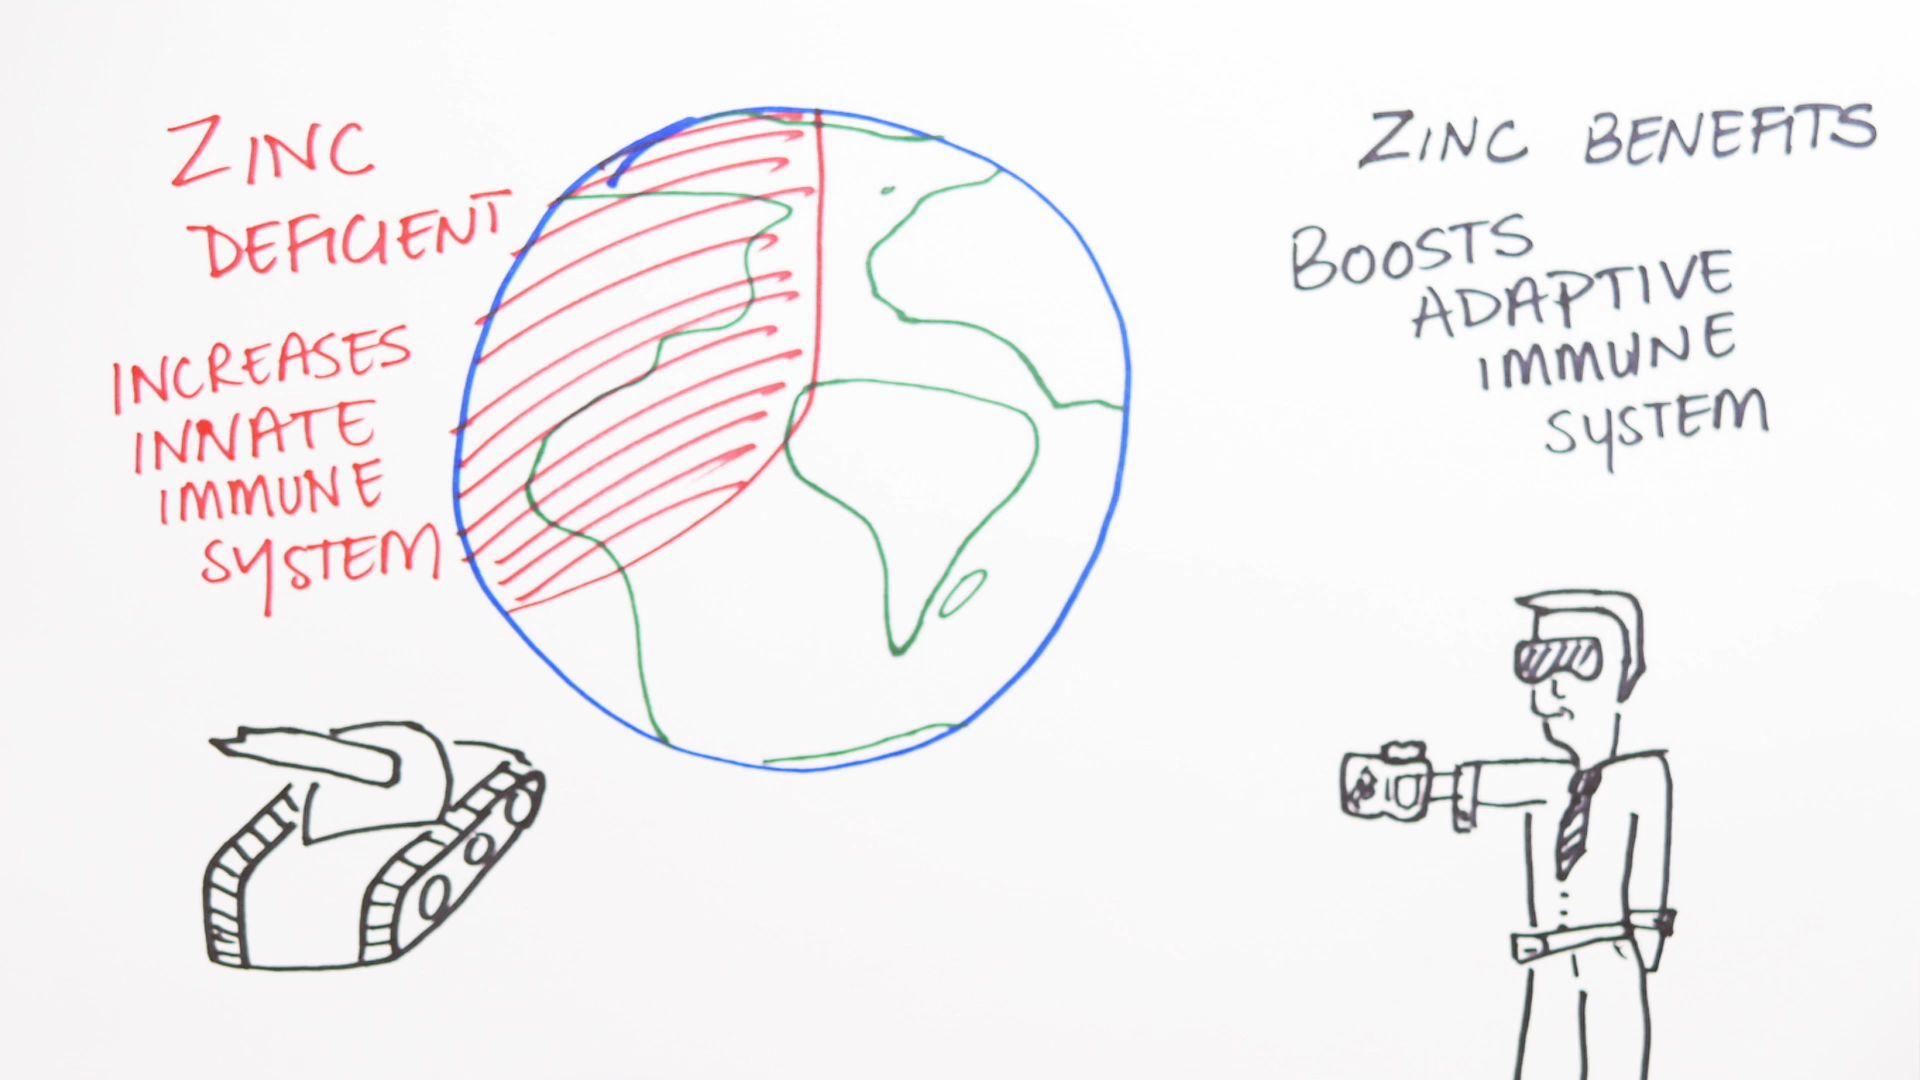 ZINC
DEFICIENT
INCREASES
INNATE
IMMUNE
SYSTEM
ZINC BENEFITS
BOOSTS
ADAPTIVE
IMMUNE
SYSTEM